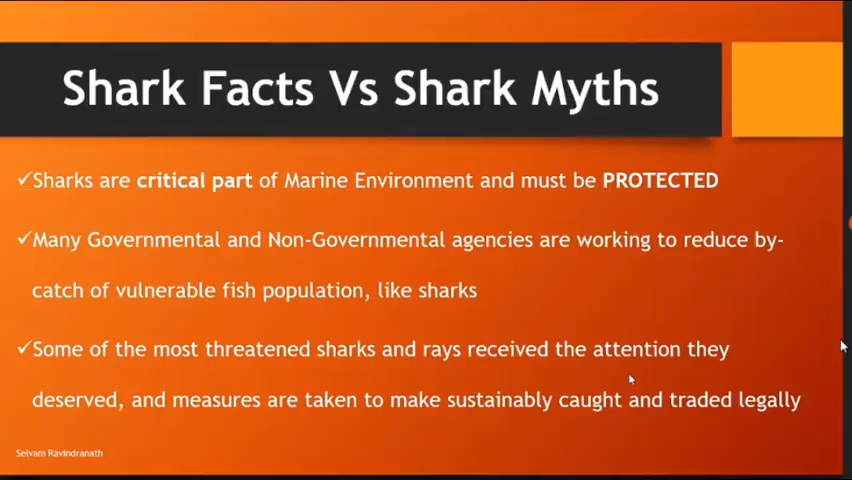 Shark Facts Vs Shark Myths
✓Sharks are critical part of Marine Environment and must be PROTECTED
✓Many Governmental and Non-Governmental agencies are working to reduce by-
catch of vulnerable fish population, like sharks
✓Some of the most threatened sharks and rays received the attention they
deserved, and measures are taken to make sustainably caught and traded legally
Selvam Ravindranath